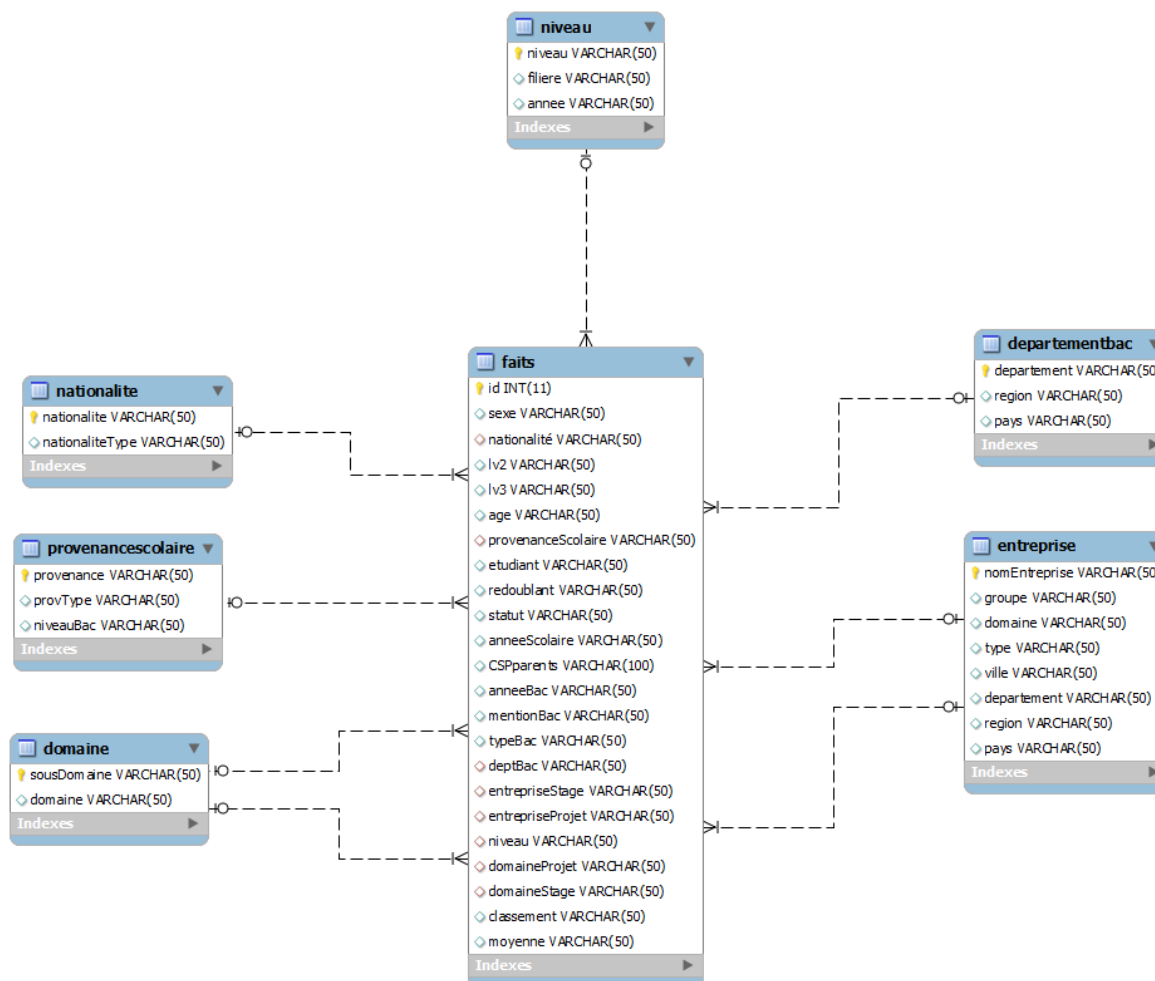 niveau
niveau VARCHAR(50)
filiere VARCHAR(50)
annee VARCHAR(50)
Indexes
nationalite
nationalite VARCHAR(50)
nationaliteType VARCHAR(50)
Indexes
provenancescolaire
provenance VARCHAR(50)
provType VARCHAR(50)
niveauBac VARCHAR(50)
Indexes
domaine
sousDomaine VARCHAR(50)
domaine VARCHAR(50)
Indexes
faits
id INT(11)
sexe VARCHAR(50)
nationalité VARCHAR(50)
lv2 VARCHAR(50)
lv3 VARCHAR(50)
age VARCHAR(50)
provenanceScolaire VARCHAR(50)
etudiant VARCHAR(50)
redoublant VARCHAR(50)
statut VARCHAR(50)
anneeScolaire VARCHAR(50)
CSPparents VARCHAR(100)
anneeBac VARCHAR(50)
mentionBac VARCHAR(50)
typeBac VARCHAR(50)
deptBac VARCHAR(50)
entrepriseStage VARCHAR(50)
entrepriseProjet VARCHAR(50)
niveau VARCHAR(50)
domaineProjet VARCHAR(50)
domaineStage VARCHAR(50)
classement VARCHAR(50)
moyenne VARCHAR(50)
Indexes
departementbac
departement VARCHAR(50
region VARCHAR(50)
pays VARCHAR(50)
Indexes
entreprise
nomEntreprise VARCHAR(50
groupe VARCHAR(50)
domaine VARCHAR(50)
type VARCHAR(50)
ville VARCHAR(50)
departement VARCHAR(50)
region VARCHAR(50)
pays VARCHAR(50)
Indexes